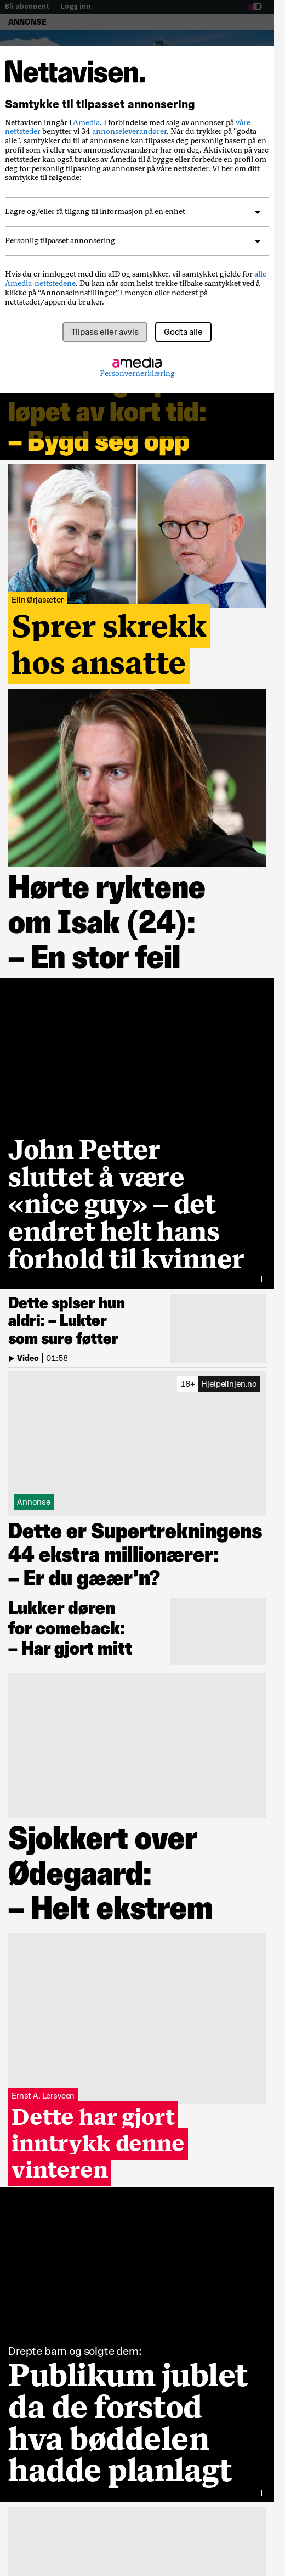 Bli abonnent | Logg inn
aID
ANNONSE
Nettavisen.
Samtykke til tilpasset annonsering
Nettavisen inngår i Amedia. I forbindelse med salg av annonser på våre
nettsteder benytter vi 34 annonseleverandører. Når du trykker på "godta
alle", samtykker du til at annonsene kan tilpasses deg personlig basert på en
profil som vi eller våre annonseleverandører har om deg. Aktiviteten på våre
nettsteder kan også brukes av Amedia til å bygge eller forbedre en profil om
deg for personlig tilpasning av annonser på våre nettsteder. Vi ber om ditt
samtykke til følgende:
Lagre og/eller få tilgang til informasjon på en enhet
Personlig tilpasset annonsering
Hvis du er innlogget med din aID og samtykker, vil samtykket gjelde for alle
Amedia-nettstedene. Du kan når som helst trekke tilbake samtykket ved å
klikke på “Annonseinnstillinger” i menyen eller nederst på
nettstedet/appen du bruker.
Tilpass eller avvis
Godta alle
amedia
Personvernerklæring
løpet av kort tid:
– Bygd seg opp
Elin Ørjasæter
Sprer skrekk
hos ansatte
Hørte ryktene
om Isak (24):
– En stor feil
John Petter
sluttet å være
«nice guy» – det
endret helt hans
forhold til kvinner
Dette spiser hun
aldri: – Lukter
som sure føtter
Video | 01:58
18+ Hjelpelinjen.no
Annonse
Dette er Supertrekningens
44 ekstra millionærer:
– Er du gææær’n?
Lukker døren
for comeback:
– Har gjort mitt
Sjokkert over
Ødegaard:
– Helt ekstrem
Ernst A. Lersveen
Dette har gjort
inntrykk denne
vinteren
Drepte barn og solgte dem:
Publikum jublet
da de forstod
hva bøddelen
hadde planlagt